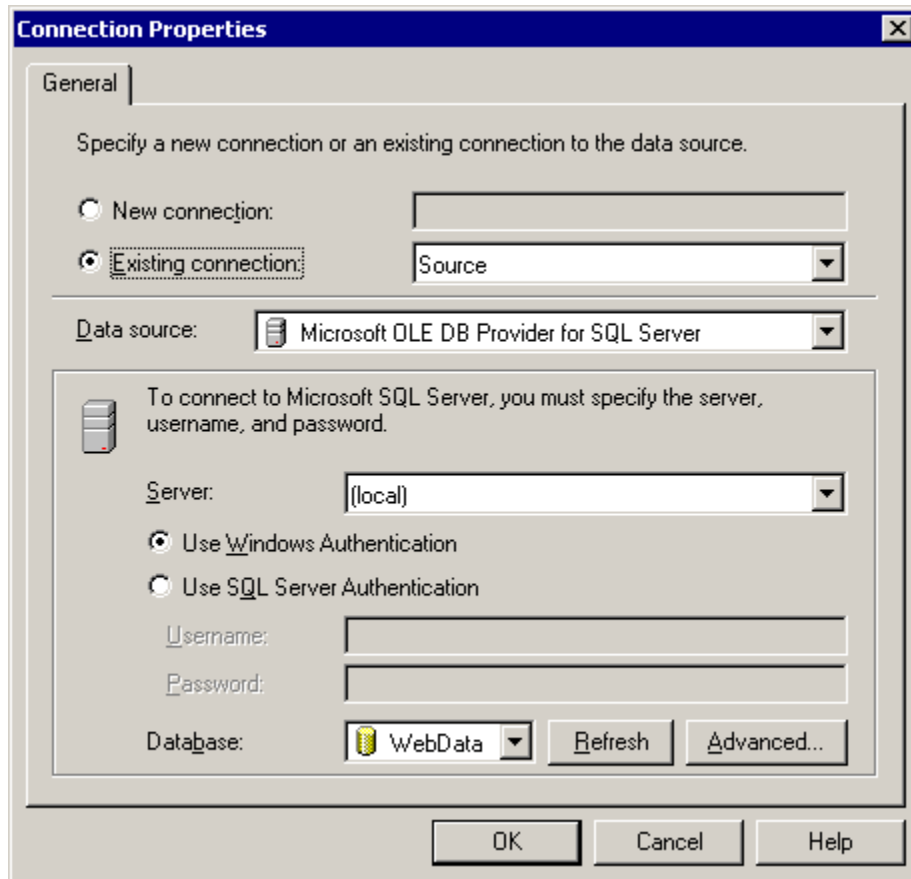 Connection Properties
General
Specify a new connection or an existing connection to the data source.
New connection:
Existing connection: Source
Data source: Microsoft OLE DB Provider for SQL Server
To connect to Microsoft SQL Server, you must specify the server,
username, and password.
Server: (local)
Use Windows Authentication
Use SQL Server Authentication
Username:
Password:
Database: WebData Refresh Advanced...
OK Cancel Help